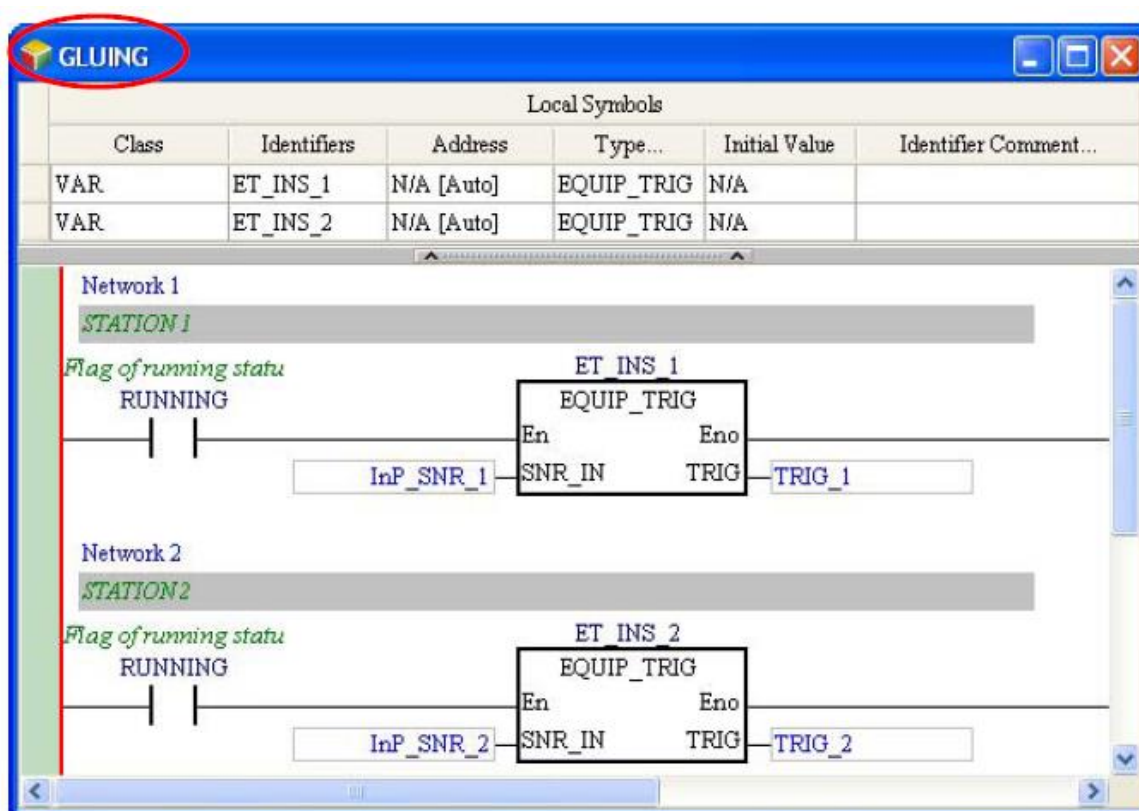 GLUING
Local Symbols
Class Identifiers Address Type... Initial Value Identifier Comment...
VAR ET_INS_1 N/A [Auto] EQUIP_TRIG N/A
VAR ET_INS_2 N/A [Auto] EQUIP_TRIG N/A
Network 1
STATION 1
Flag of running statu
RUNNING
ET_INS_1
EQUIP_TRIG
En Eno
InP_SNR_1 SNR_IN TRIG TRIG_1
Network 2
STATION2
Flag of running statu
RUNNING
ET_INS_2
EQUIP_TRIG
En Eno
InP_SNR_2 SNR_IN TRIG TRIG_2